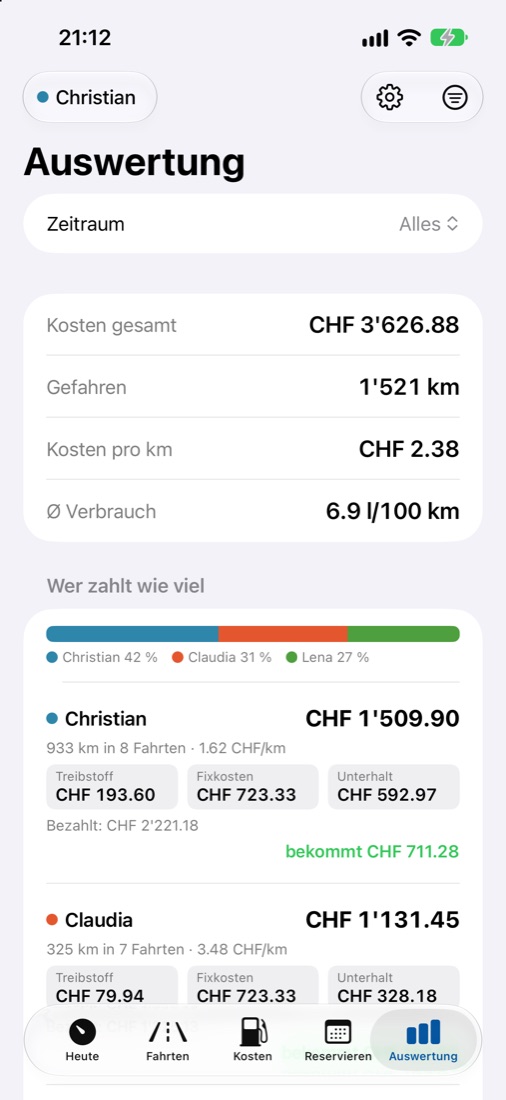 21:12
Christian
Auswertung
Zeitraum Alles
Kosten gesamt CHF 3'626.88
Gefahren 1'521 km
Kosten pro km CHF 2.38
Ø Verbrauch 6.9 l/100 km
Wer zahlt wie viel
Christian 42 % Claudia 31 % Lena 27 %
Christian CHF 1'509.90
933 km in 8 Fahrten · 1.62 CHF/km
Treibstoff Fixkosten Unterhalt
CHF 193.60 CHF 723.33 CHF 592.97
Bezahlt: CHF 2'221.18
bekommt CHF 711.28
Claudia CHF 1'131.45
325 km in 7 Fahrten · 3.48 CHF/km
Treibstoff Fixkosten Unterhalt
CHF 79.94 CHF 723.33 CHF 328.18
Heute Fahrten Kosten Reservieren Auswertung